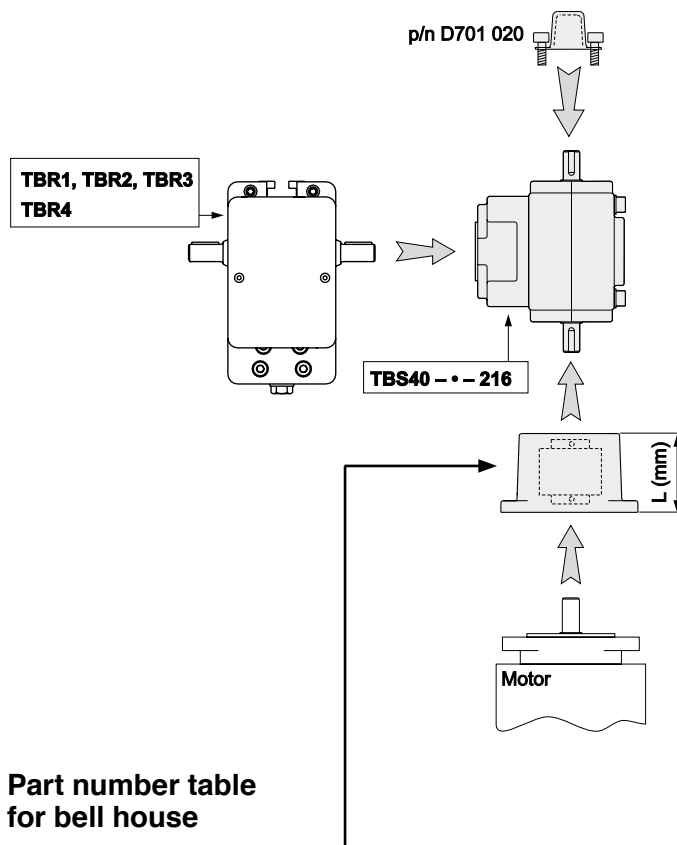 p/n D701 020
TBR1, TBR2, TBR3
TBR4
TBS40 – • – 216
L (mm)
Motor
Part number table
for bell house